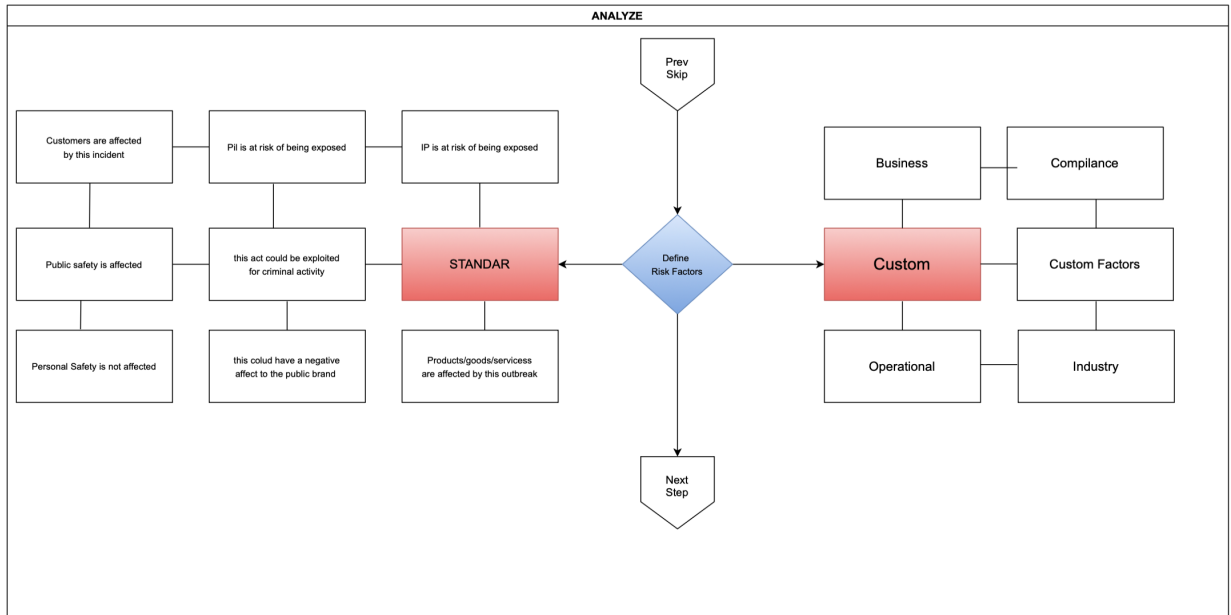 ANALYZE
Prev
Skip
Customers are affected
by this incident
Pil is at risk of being exposed
IP is at risk of being exposed
Business
Compilance
Public safety is affected
this act could be exploited
for criminal activity
STANDAR
Define
Risk Factors
Custom
Custom Factors
Personal Safety is not affected
this colud have a negative
affect to the public brand
Products/goods/servicess
are affected by this outbreak
Operational
Industry
Next
Step